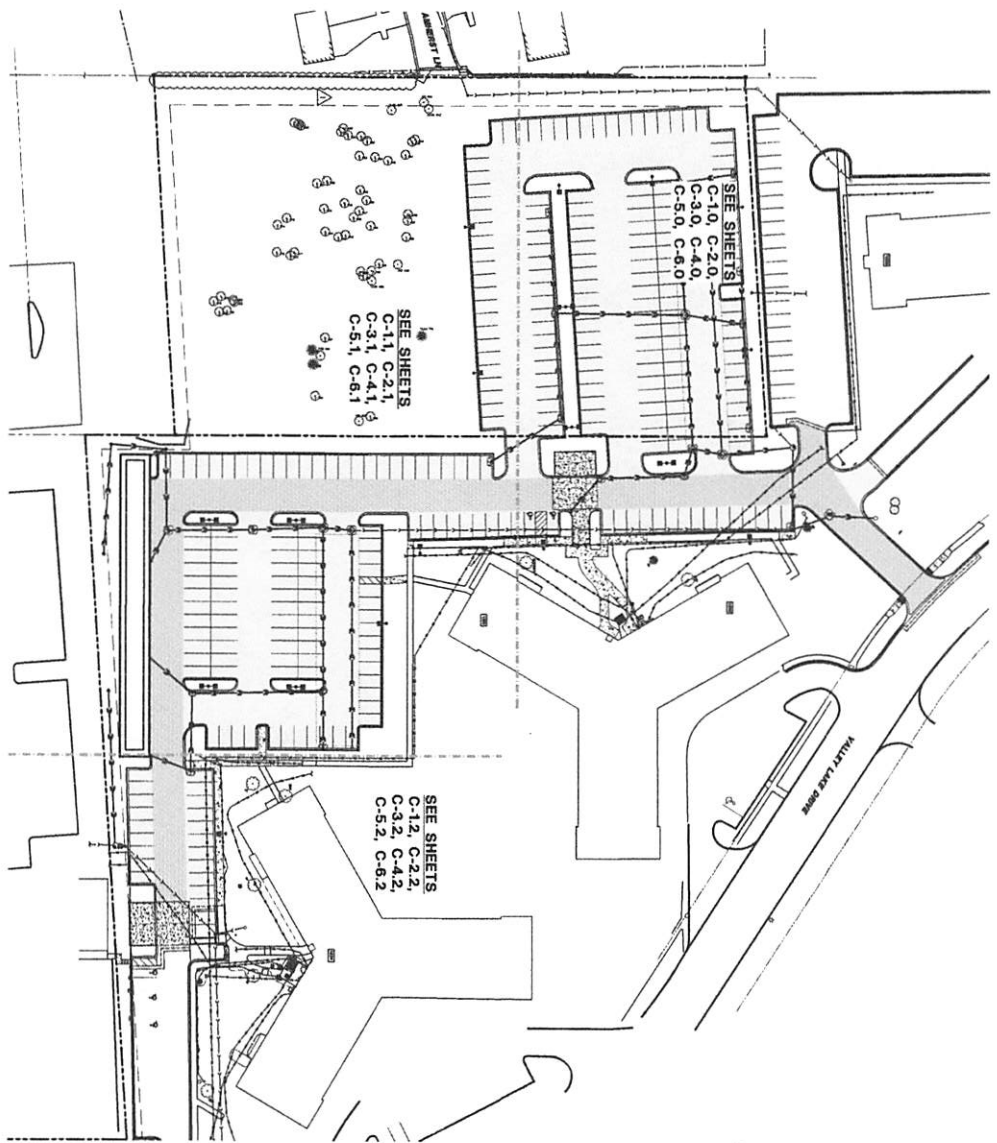 AMHERST LN
SEE SHEETS
C-1.0, C-2.0,
C-3.0, C-4.0,
C-5.0, C-6.0
SEE SHEETS
C-1.1, C-2.1,
C-3.1, C-4.1,
C-5.1, C-6.1
VALLEY LAKE DRIVE
SEE SHEETS
C-1.2, C-2.2,
C-3.2, C-4.2,
C-5.2, C-6.2